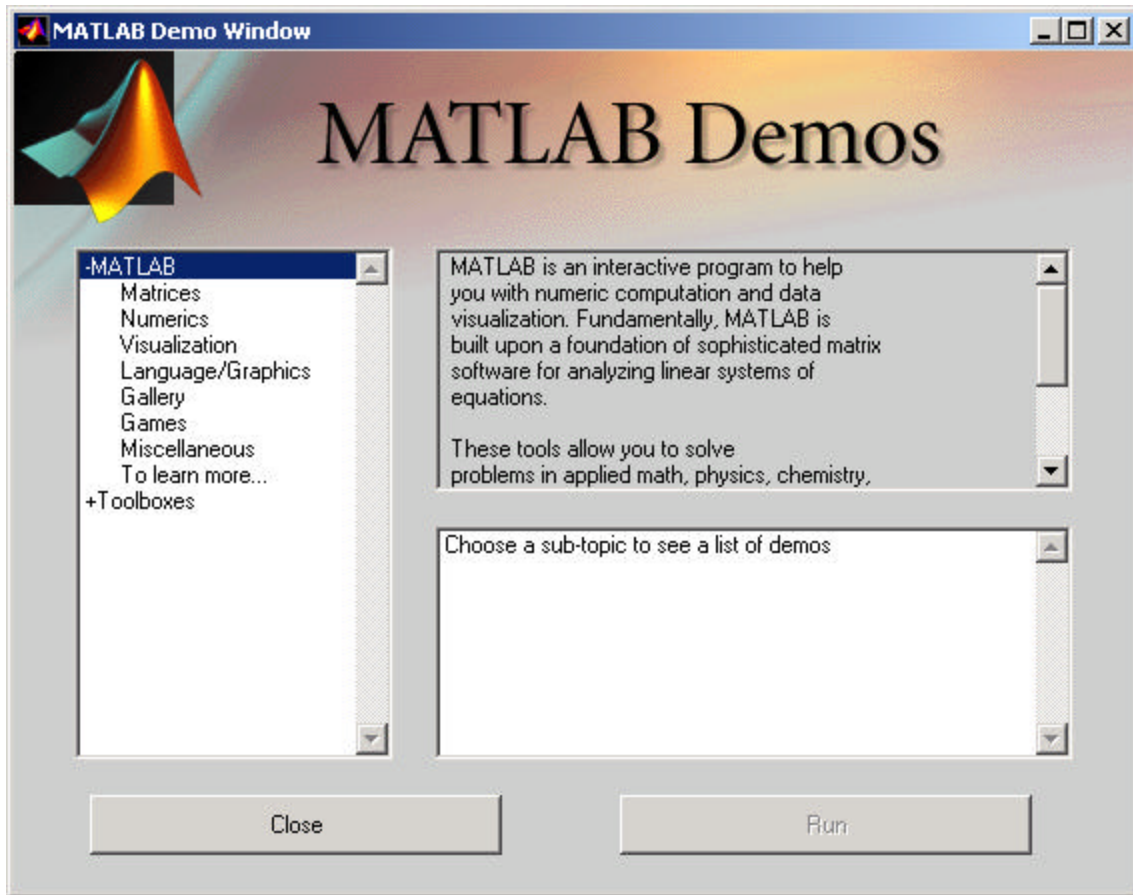 MATLAB Demo Window
MATLAB Demos
-MATLAB
Matrices
Numerics
Visualization
Language/Graphics
Gallery
Games
Miscellaneous
To learn more...
+Toolboxes
MATLAB is an interactive program to help
you with numeric computation and data
visualization. Fundamentally, MATLAB is
built upon a foundation of sophisticated matrix
software for analyzing linear systems of
equations.
These tools allow you to solve
problems in applied math, physics, chemistry,
Choose a sub-topic to see a list of demos
Close
Run